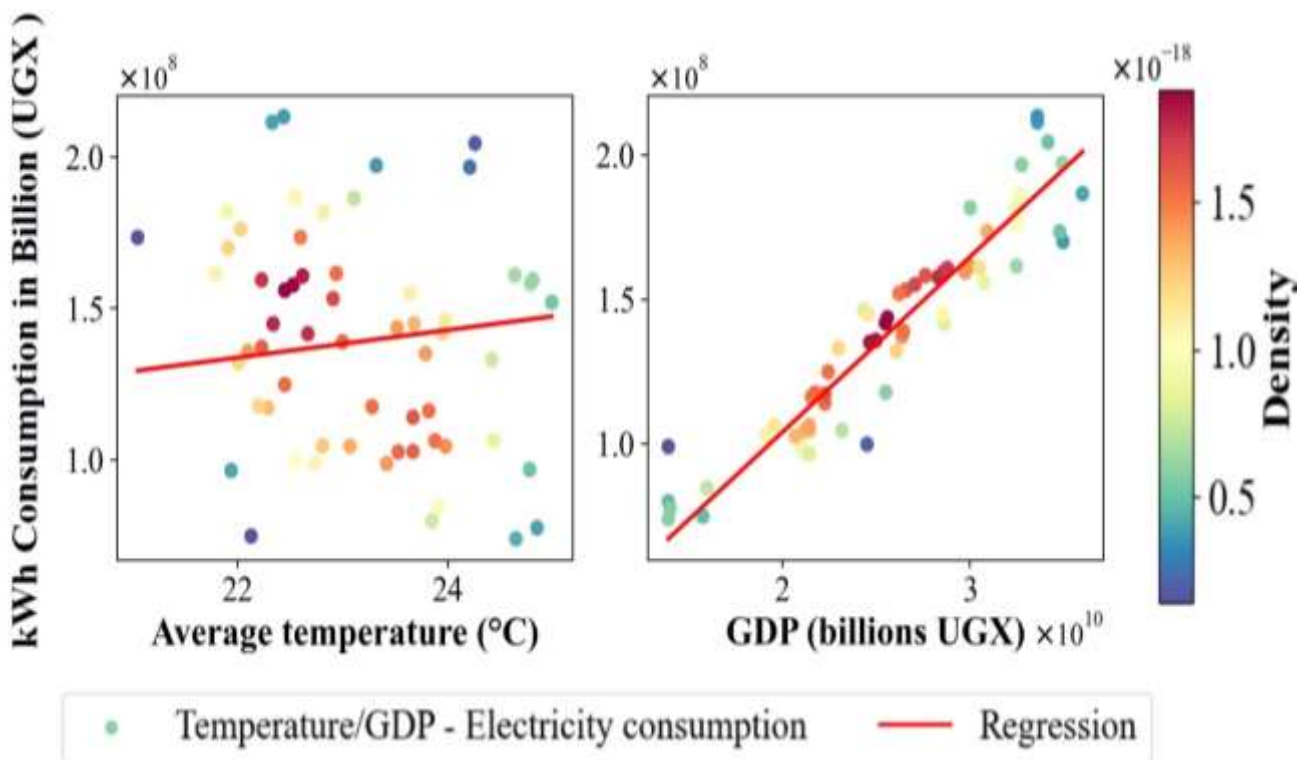 kWh Consumption in Billion (UGX )
×10⁸
2.0
1.5
1.0
22
24
Average temperature (°C)
×10⁸
2.0
1.5
1.0
2
3
GDP (billions UGX) ×10¹⁰
×10⁻¹⁸
1.5
1.0
0.5
Density
Temperature/GDP - Electricity consumption
Regression